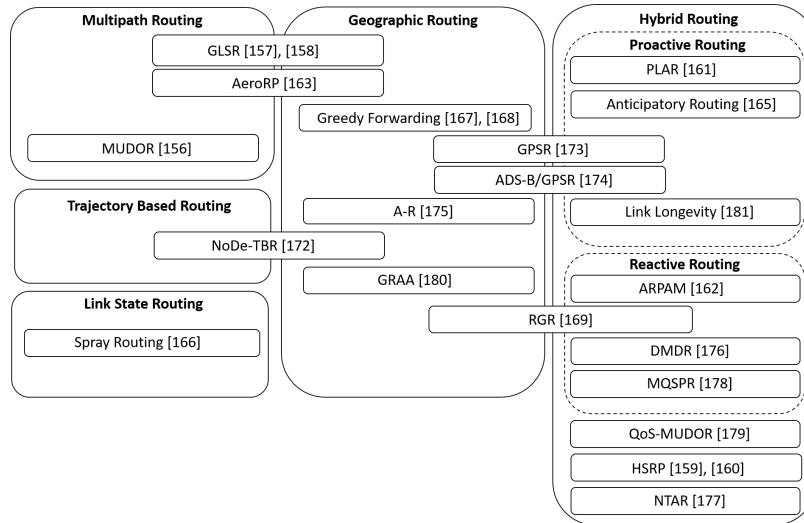 Multipath Routing
Geographic Routing
Hybrid Routing
Proactive Routing
GLSR [157], [158]
PLAR [161]
AeroRP [163]
Anticipatory Routing [165]
Greedy Forwarding [167], [168]
MUDOR [156]
GPSR [173]
ADS-B/GPSR [174]
Trajectory Based Routing
A-R [175]
Link Longevity [181]
NoDe-TBR [172]
Reactive Routing
GRAA [180]
ARPAM [162]
Link State Routing
RGR [169]
Spray Routing [166]
DMDR [176]
MQSPR [178]
QoS-MUDOR [179]
HSRP [159], [160]
NTAR [177]